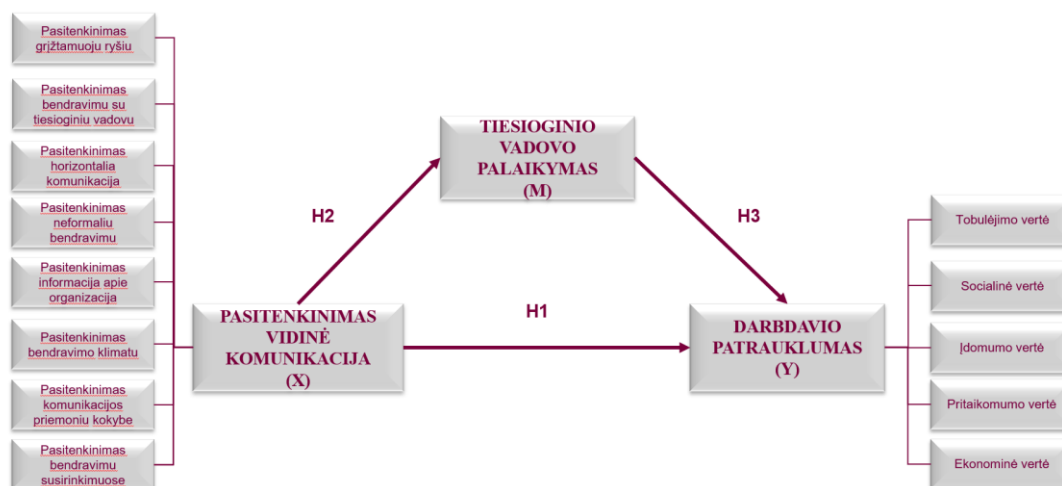 Pasitenkinimas
grįžtamuoju ryšiu
Pasitenkinimas
bendravimu su
tiesioginiu vadovu
Pasitenkinimas
horizontalia
komunikacija
Pasitenkinimas
neformaliu
bendravimu
Pasitenkinimas
informacija apie
organizacija
Pasitenkinimas
bendravimo klimatu
Pasitenkinimas
komunikacijos
priemoniu kokybe
Pasitenkinimas
bendravimu
susirinkimuose
PASITENKINIMAS
VIDINĖ
KOMUNIKACIJA
(X)
H2
TIESIOGINIO
VADOVO
PALAIKYMAS
(M)
H3
H1
DARBDAVIO
PATRAUKLUMAS
(Y)
Tobulėjimo vertė
Socialinė vertė
Įdomumo vertė
Pritaikomumo vertė
Ekonominė vertė